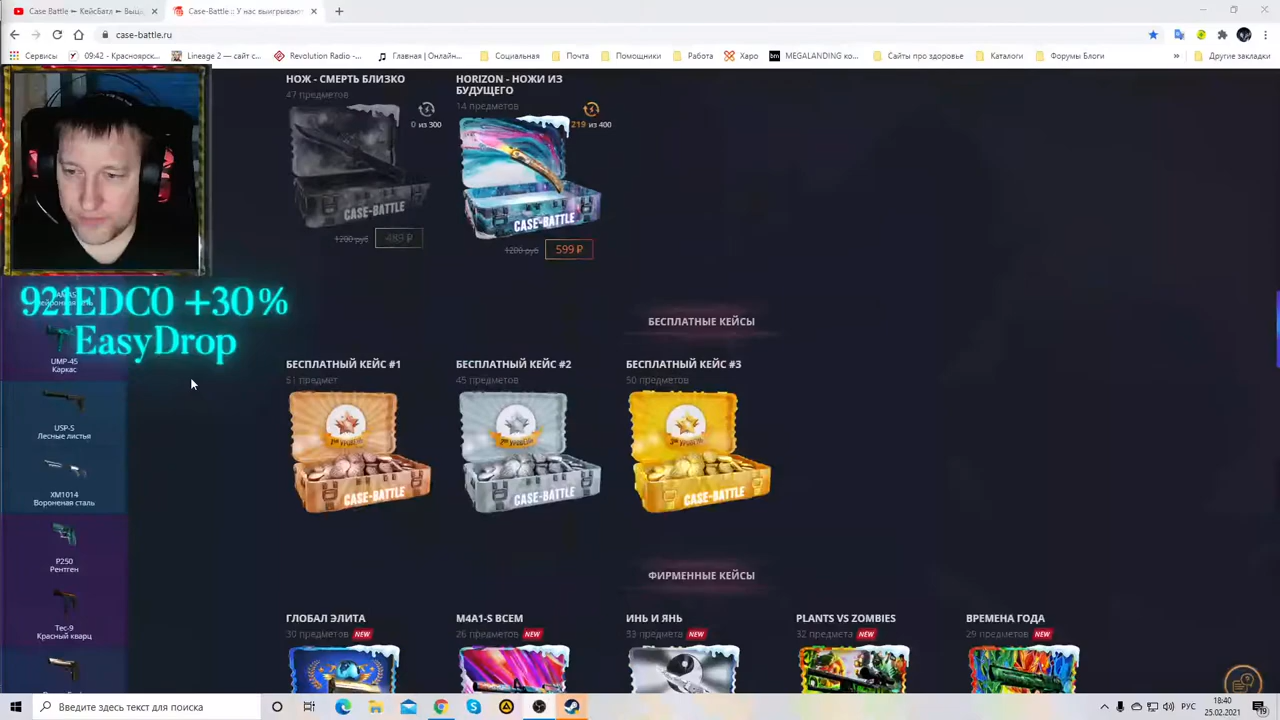 Case Battle ► КейсБатл ► Выш
Case-Battle :: У нас выигрывают
case-battle.ru
Сервисы
09:42 - Красноярск...
Lineage 2 — сайт с...
Revolution Radio -...
Главная | Онлайн...
Социальная
Почта
Помощники
Работа
Харо
MEGALANDING ко...
Сайты про здоровье
Каталоги
Форумы Блоги
»
Другие закладки
НОЖ - СМЕРТЬ БЛИЗКО
47 предметов
0 из 300
CASE-BATTLE
1200 руб
489 ₽
HORIZON - НОЖИ ИЗ
БУДУЩЕГО
14 предметов
219 из 400
CASE-BATTLE
1200 руб
599 ₽
921EDC0 +30%
EasyDrop
UMP-45
Каркас
USP-S
Лесные листья
XM1014
Вороненая сталь
P250
Рентген
Tec-9
Красный кварц
БЕСПЛАТНЫЕ КЕЙСЫ
БЕСПЛАТНЫЙ КЕЙС #1
51 предмет
CASE-BATTLE
БЕСПЛАТНЫЙ КЕЙС #2
45 предметов
CASE-BATTLE
БЕСПЛАТНЫЙ КЕЙС #3
50 предметов
CASE-BATTLE
ФИРМЕННЫЕ КЕЙСЫ
ГЛОБАЛ ЭЛИТА
30 предметов NEW
M4A1-S ВСЕМ
26 предметов NEW
ИНЬ И ЯНЬ
33 предмета NEW
PLANTS VS ZOMBIES
32 предмета NEW
ВРЕМЕНА ГОДА
29 предметов NEW
Введите здесь текст для поиска
РУС
18:40
25.02.2021
19